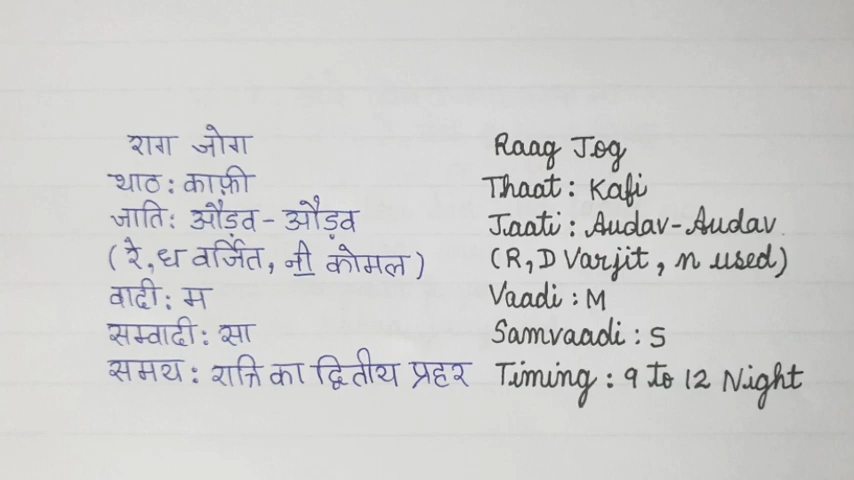 राग जोग
थाठ : काफ़ी
जाति : औड़व - औड़व
(रे, ध वर्जित, नी कोमल)
वादी : म
सम्वादी : सा
समय : रात्रि का द्वितीय प्रहर
Raag Jog
Thaat : Kafi
Jaati : Audav-Audav.
(R, D Varjit, n used)
Vaadi : M
Samvaadi : S
Timing : 9 to 12 Night